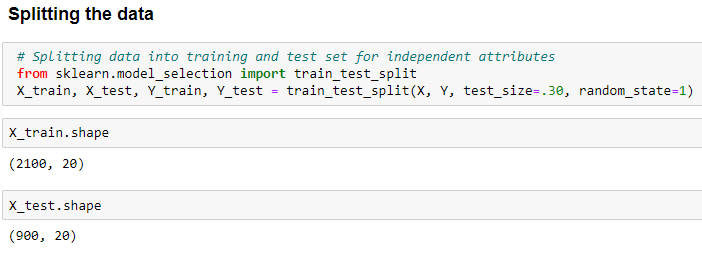 Splitting the data
# Splitting data into training and test set for independent attributes
from sklearn.model_selection import train_test_split
X_train, X_test, Y_train, Y_test = train_test_split(X, Y, test_size=.30, random_state=1)
X_train.shape
(2100, 20)
X_test.shape
(900, 20)